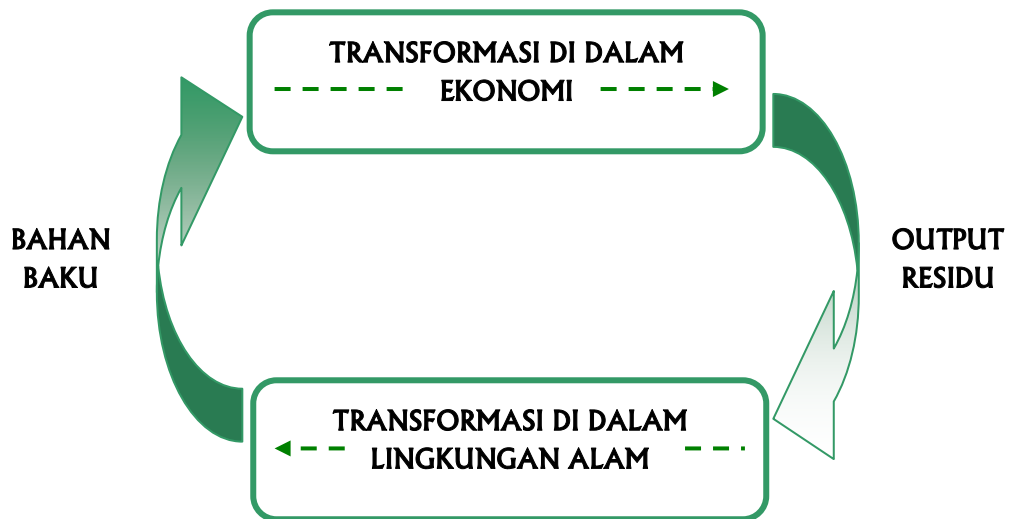 TRANSFORMASI DI DALAM
EKONOMI
BAHAN
BAKU
OUTPUT
RESIDU
TRANSFORMASI DI DALAM
LINGKUNGAN ALAM